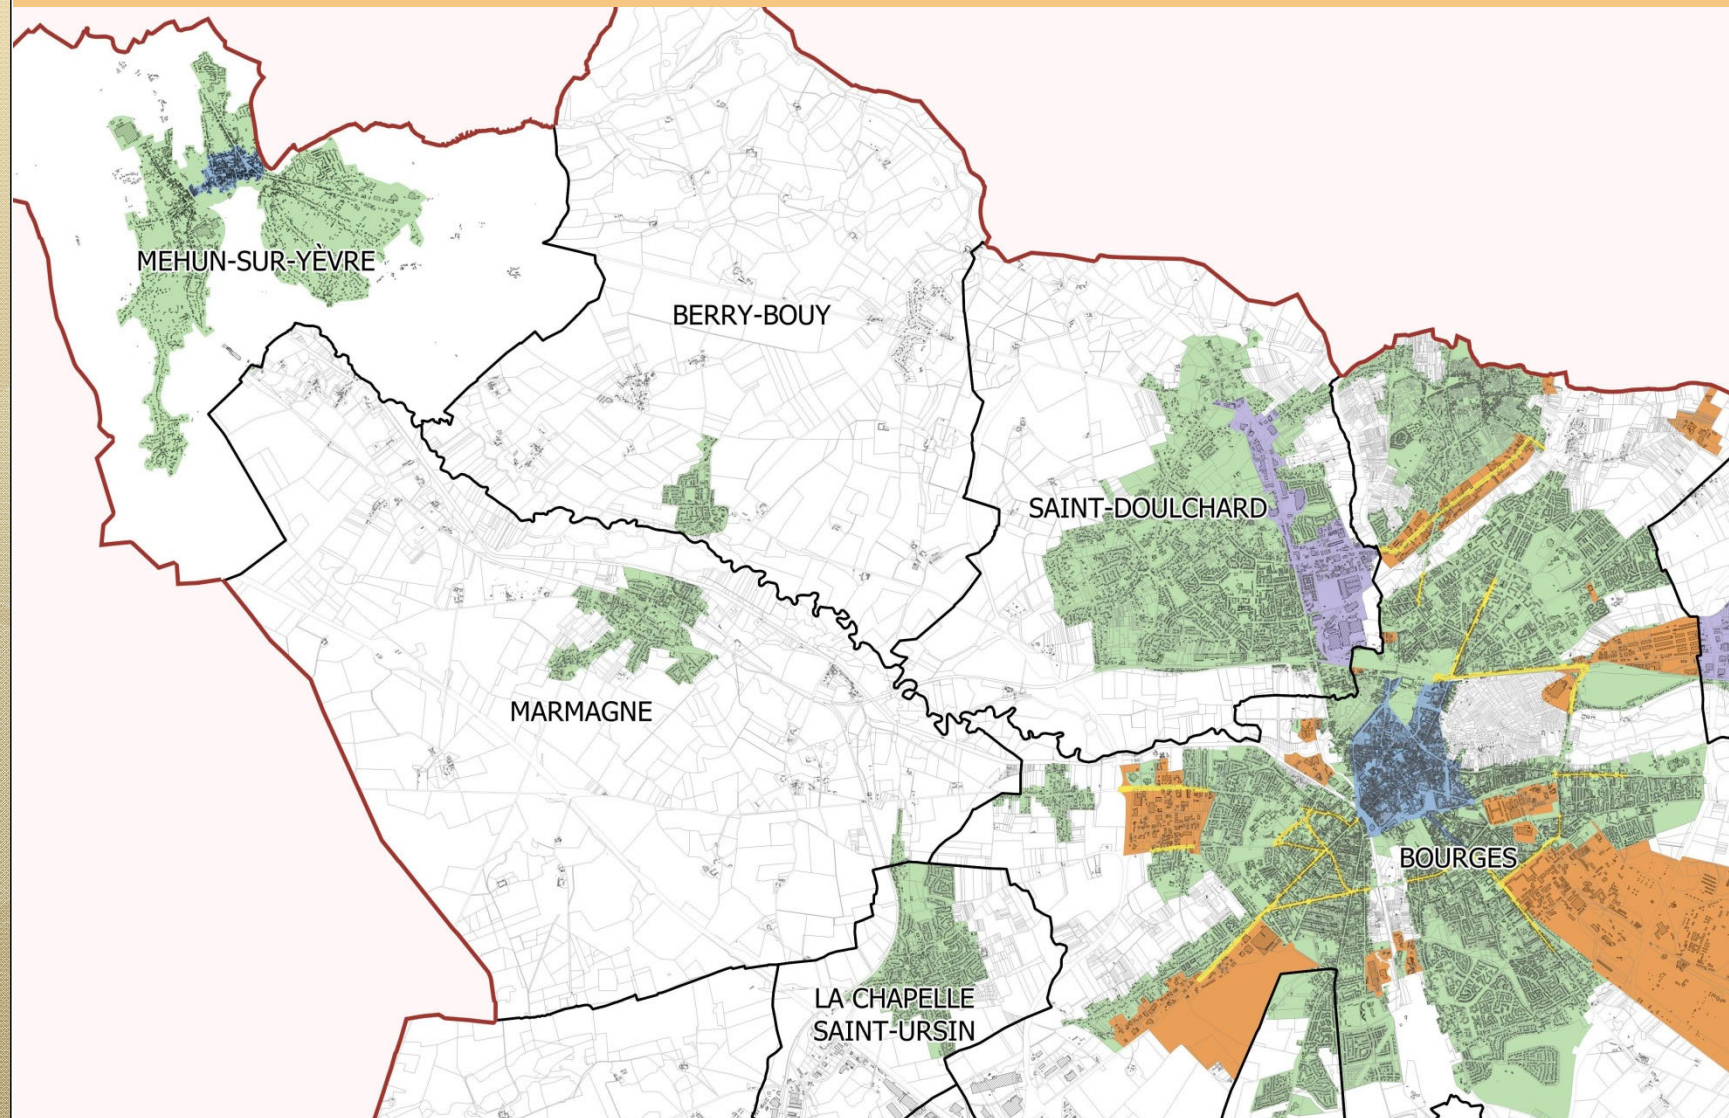 MEHUN-SUR-YÈVRE
BERRY-BOUY
SAINT-DOULCHARD
MARMAGNE
BOURGES
LA CHAPELLE
SAINT-URSIN